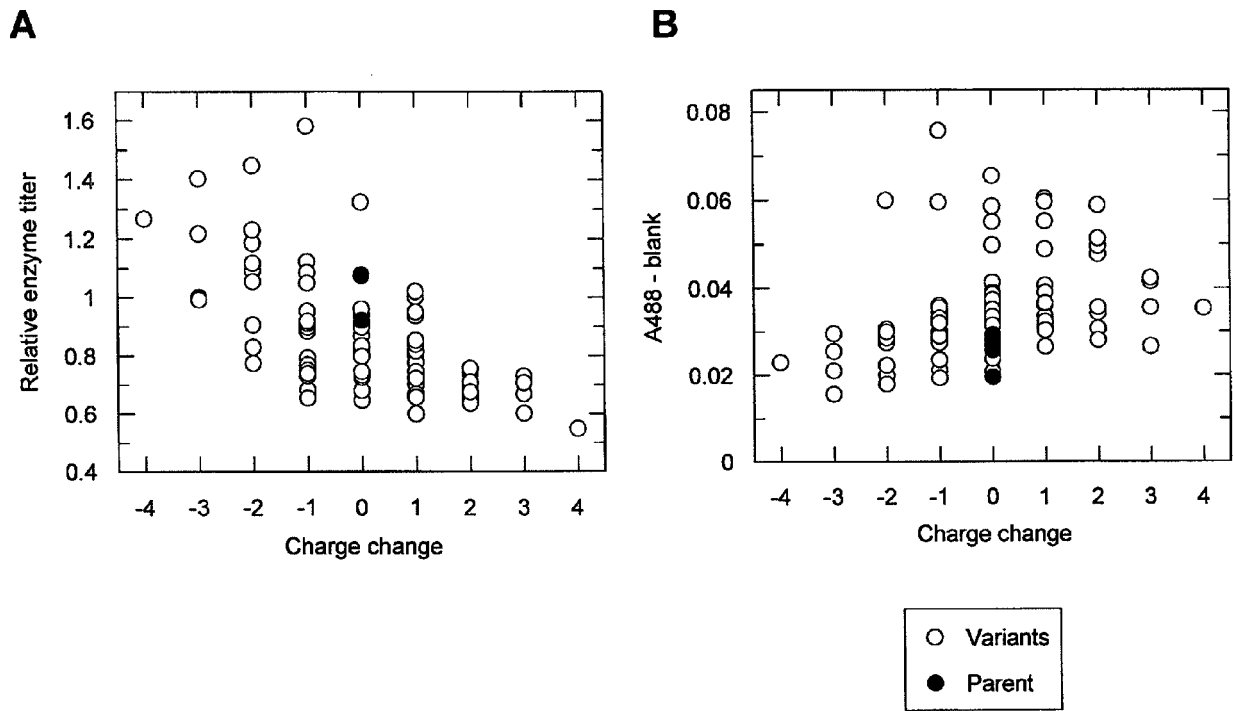 A
B
Relative enzyme titer
1.6
1.4
1.2
1
0.8
0.6
0.4
-4 -3 -2 -1 0 1 2 3 4
Charge change
A488 - blank
0.08
0.06
0.04
0.02
0
-4 -3 -2 -1 0 1 2 3 4
Charge change
Variants
Parent